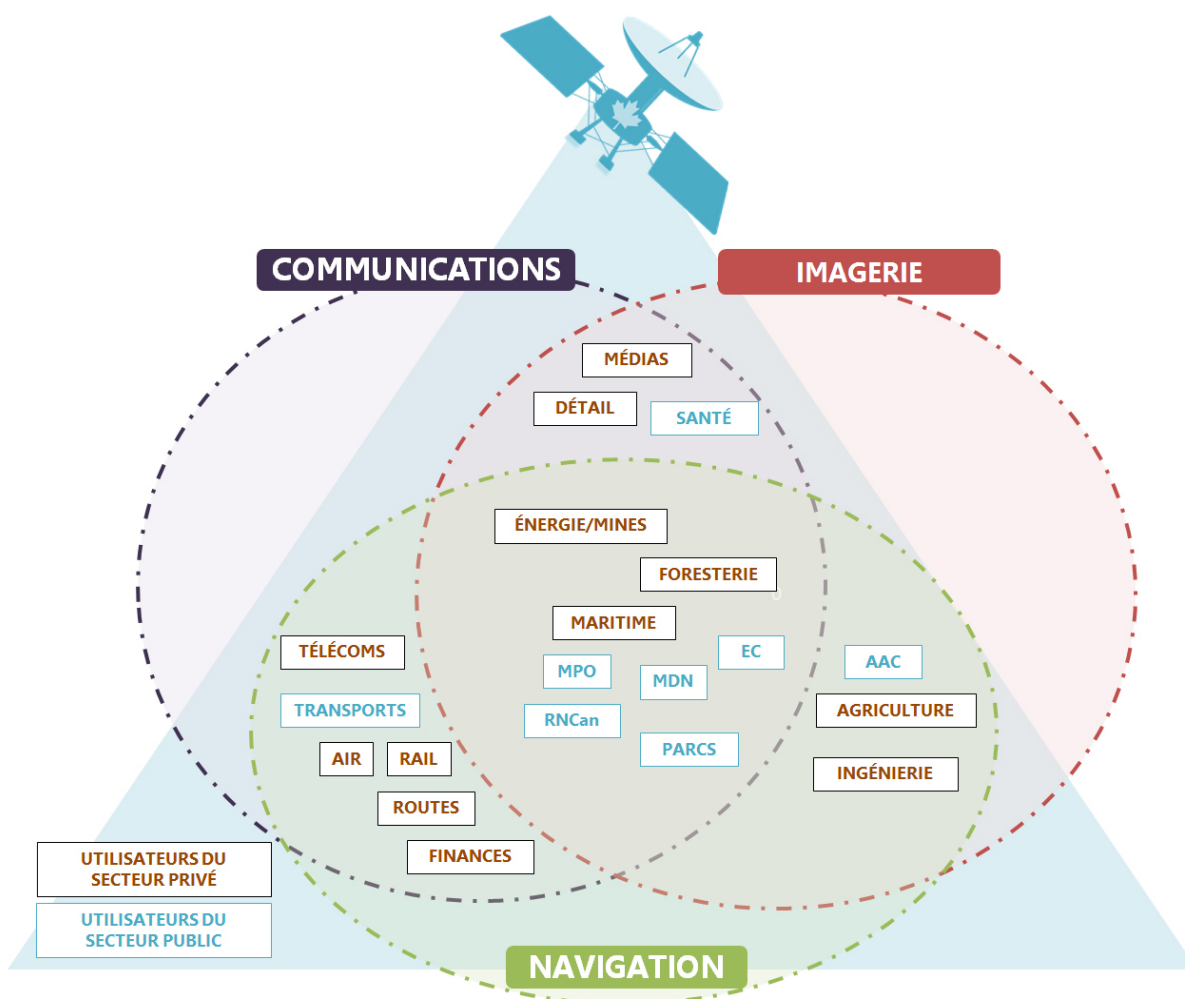 COMMUNICATIONS
IMAGERIE
MÉDIAS
DÉTAIL
SANTÉ
ÉNERGIE/MINES
FORESTERIE
MARITIME
TÉLÉCOMS
EC
AAC
MPO
MDN
TRANSPORTS
RNCan
AGRICULTURE
PARCS
AIR
RAIL
INGÉNIERIE
ROUTES
FINANCES
UTILISATEURS DU
SECTEUR PRIVÉ
UTILISATEURS DU
SECTEUR PUBLIC
NAVIGATION